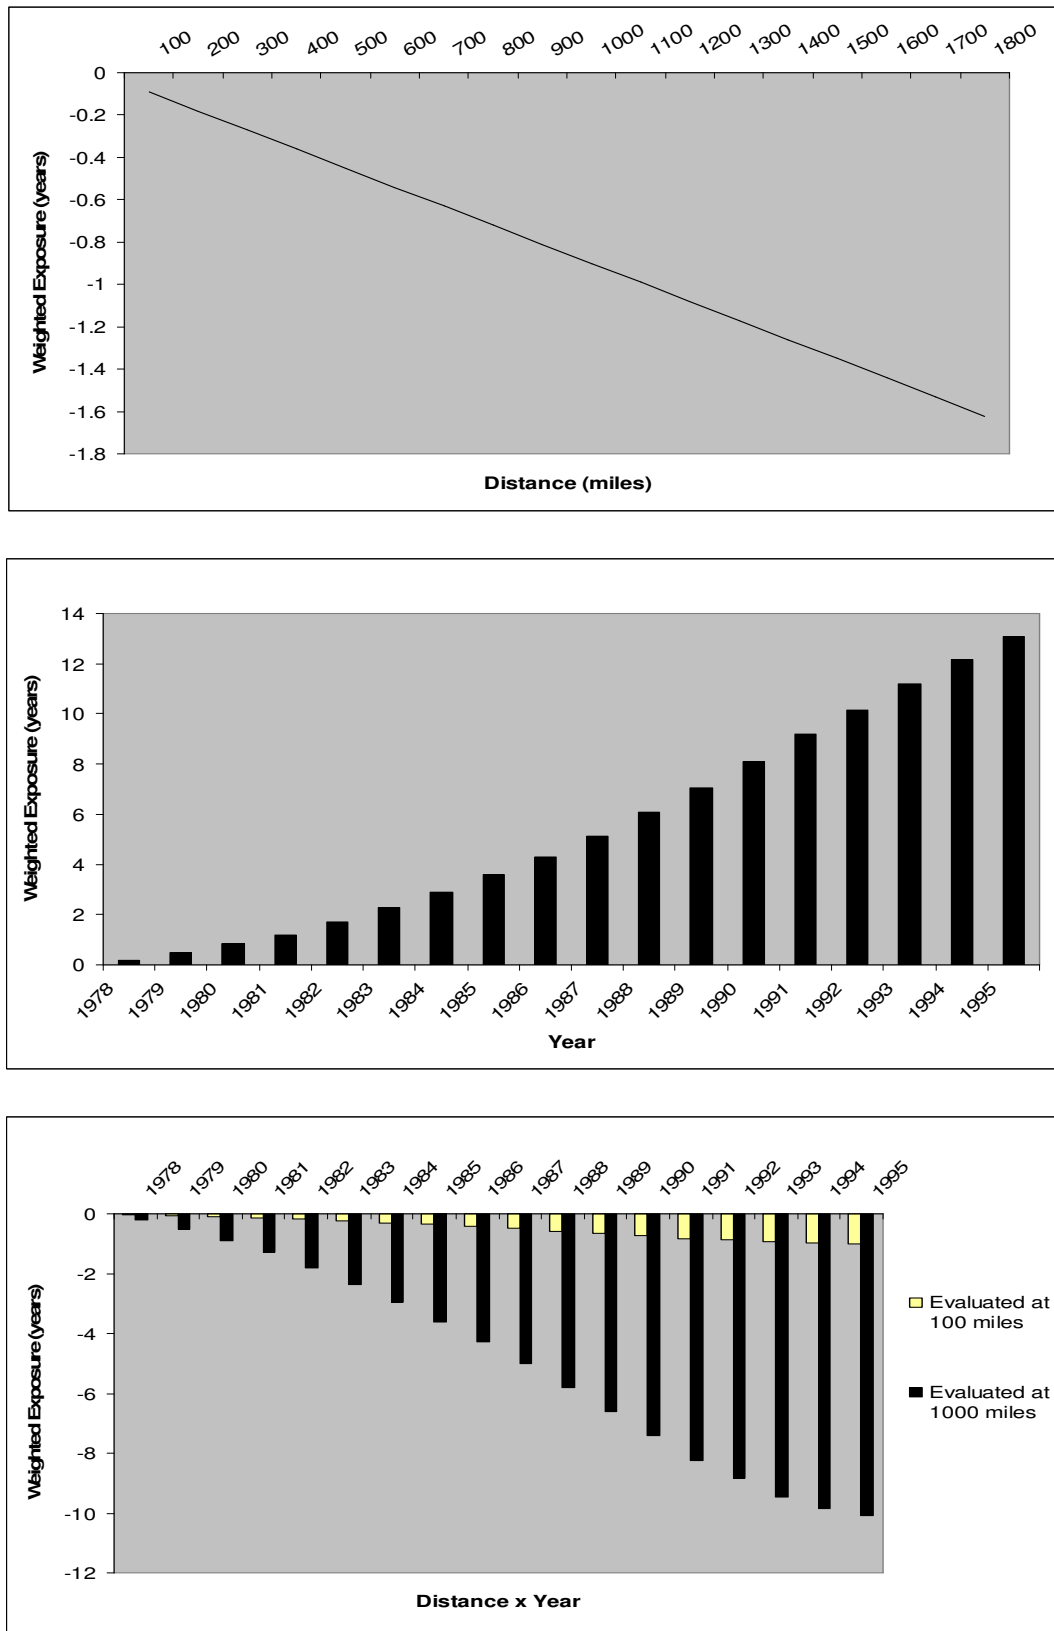 100 200 300 400 500 600 700 800 900 1000 1100 1200 1300 1400 1500 1600 1700 1800
0
-0.2
-0.4
-0.6
-0.8
-1
-1.2
-1.4
-1.6
-1.8
Weighted Exposure (years)
Distance (miles)
14
12
10
8
6
4
2
0
Weighted Exposure (years)
1978 1979 1980 1981 1982 1983 1984 1985 1986 1987 1988 1989 1990 1991 1992 1993 1994 1995
Year
1978 1979 1980 1981 1982 1983 1984 1985 1986 1987 1988 1989 1990 1991 1992 1993 1994 1995
0
-2
-4
-6
-8
-10
-12
Weighted Exposure (years)
Evaluated at
100 miles
Evaluated at
1000 miles
Distance x Year